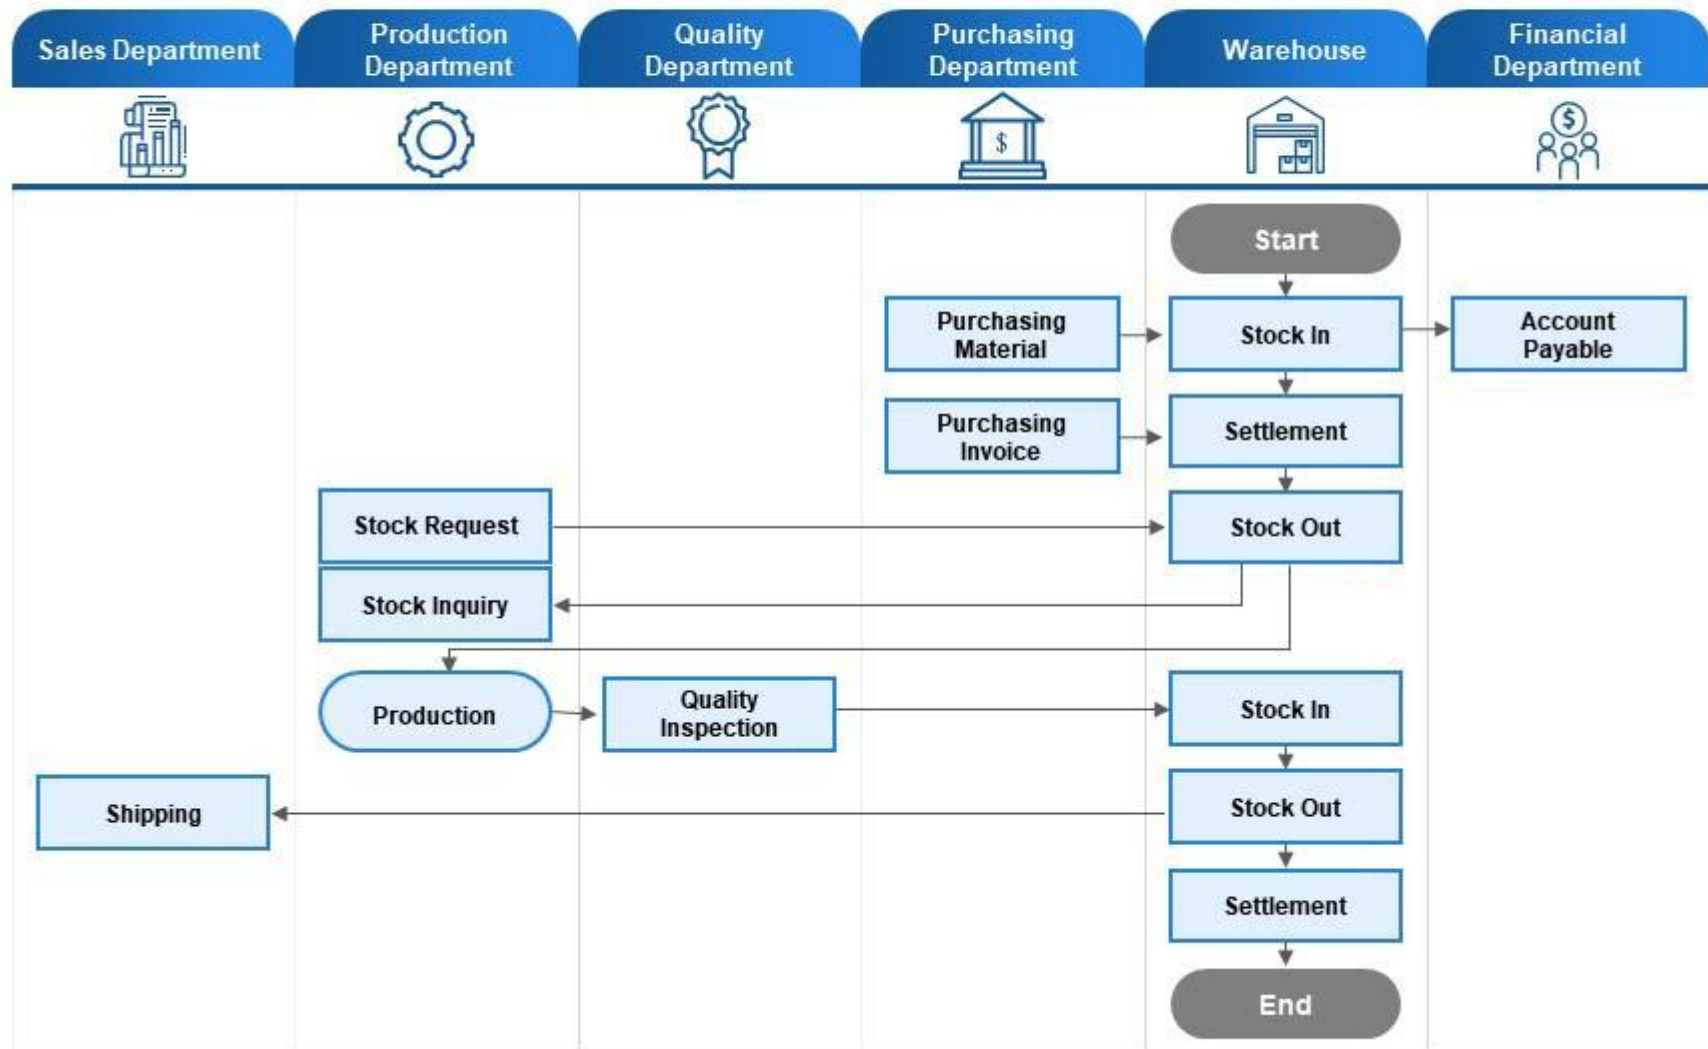 Sales Department
Production
Department
Quality
Department
Purchasing
Department
Warehouse
Financial
Department
$
$
Start
Purchasing
Material
Stock In
Account
Payable
Purchasing
Invoice
Settlement
Stock Request
Stock Out
Stock Inquiry
Production
Quality
Inspection
Stock In
Shipping
Stock Out
Settlement
End